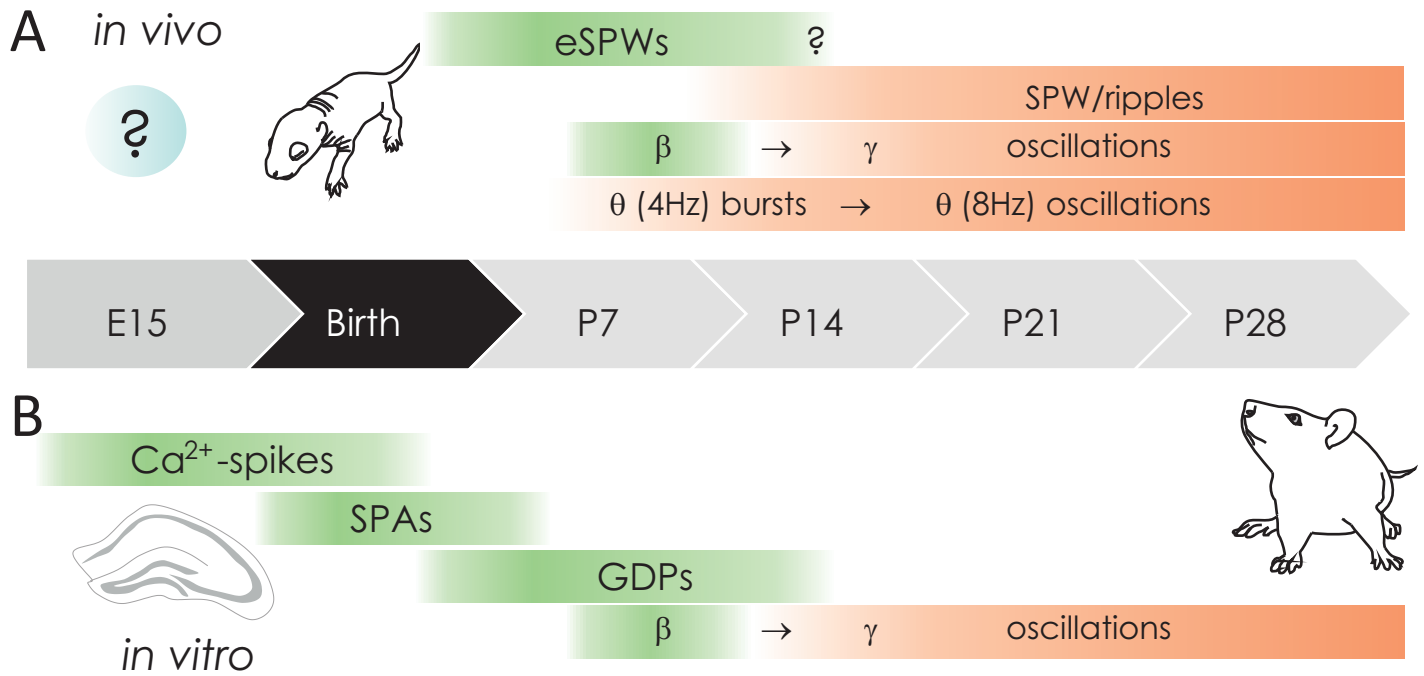 A in vivo
?
eSPWs ?
SPW/ripples
β → γ oscillations
θ (4Hz) bursts → θ (8Hz) oscillations
E15 Birth P7 P14 P21 P28
B
Ca²⁺-spikes
SPAs
GDPs
β → γ oscillations
in vitro